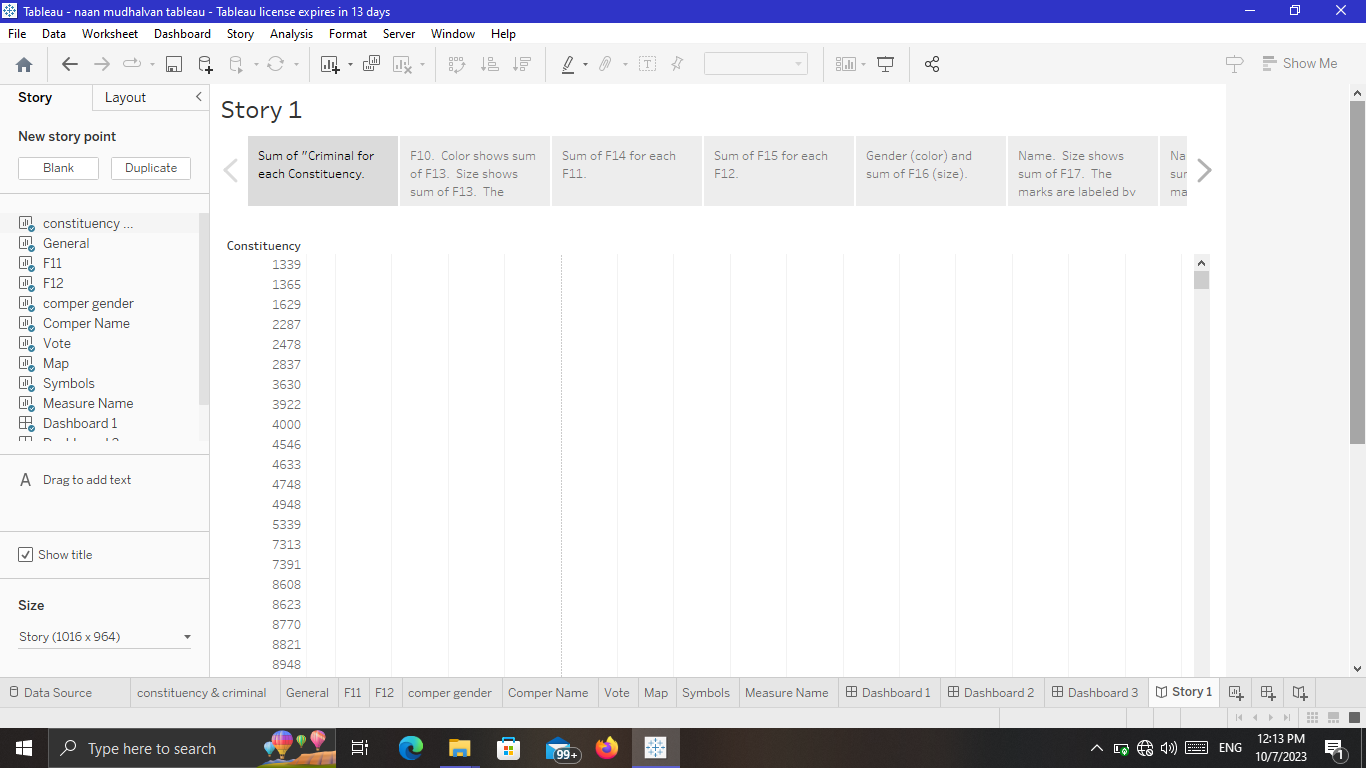 Tableau - naan mudhalvan tableau - Tableau license expires in 13 days
File Data Worksheet Dashboard Story Analysis Format Server Window Help
Show Me
Story Layout
New story point
Blank Duplicate
constituency ...
General
F11
F12
comper gender
Comper Name
Vote
Map
Symbols
Measure Name
Dashboard 1
A Drag to add text
Show title
Size
Story (1016 x 964)
Story 1
Sum of "Criminal for
each Constituency.
F10. Color shows sum
of F13. Size shows
sum of F13. The
Sum of F14 for each
F11.
Sum of F15 for each
F12.
Gender (color) and
sum of F16 (size).
Name. Size shows
sum of F17. The
marks are labeled by
Na
sur
ma
Constituency
1339
1365
1629
2287
2478
2837
3630
3922
4000
4546
4633
4748
4948
5339
7313
7391
8608
8623
8770
8821
8948
Data Source constituency & criminal General F11 F12 comper gender Comper Name Vote Map Symbols Measure Name Dashboard 1 Dashboard 2 Dashboard 3 Story 1
Type here to search
99+
ENG
12:13 PM
10/7/2023
1